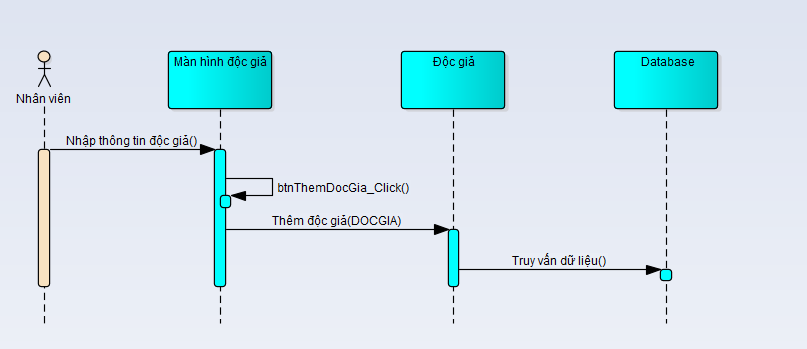 Màn hình độc giả
Độc giả
Database
Nhân viên
Nhập thông tin độc giả()
btnThemDocGia_Click()
Thêm độc giả(DOCGIA)
Truy vấn dữ liệu()